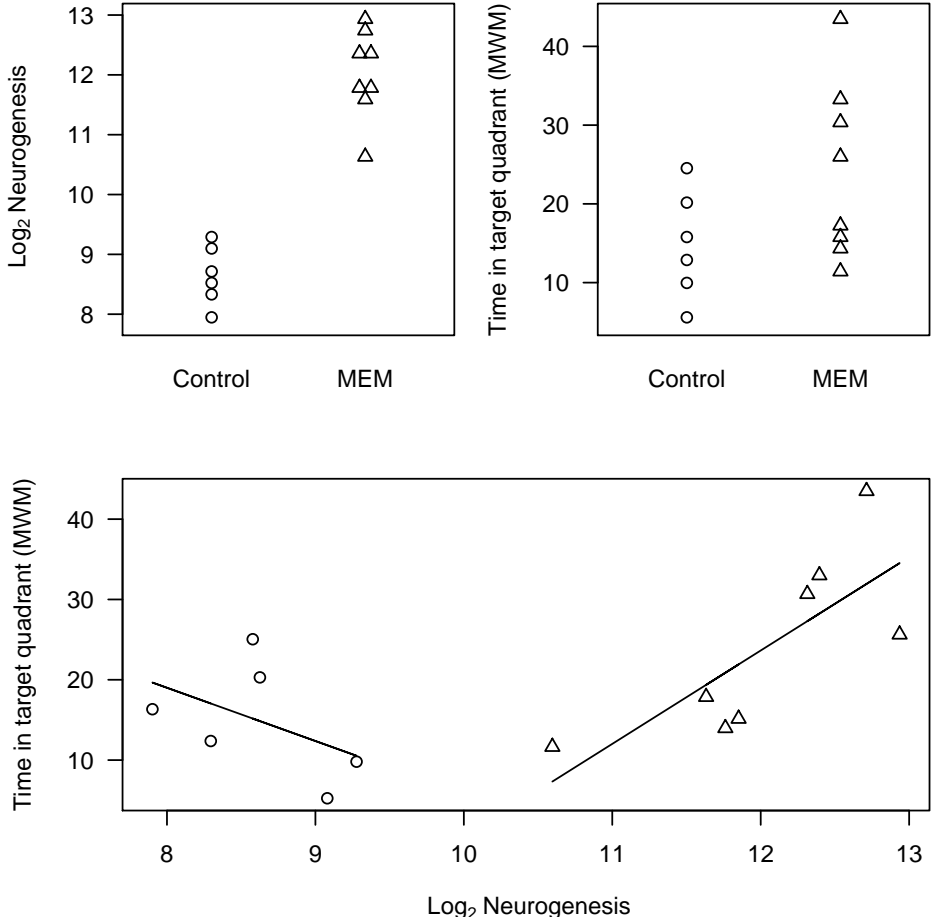 Log₂ Neurogenesis
13
12
11
10
9
8
Control MEM
Time in target quadrant (MWM)
40
30
20
10
Control MEM
Time in target quadrant (MWM)
40
30
20
10
8 9 10 11 12 13
Log₂ Neurogenesis